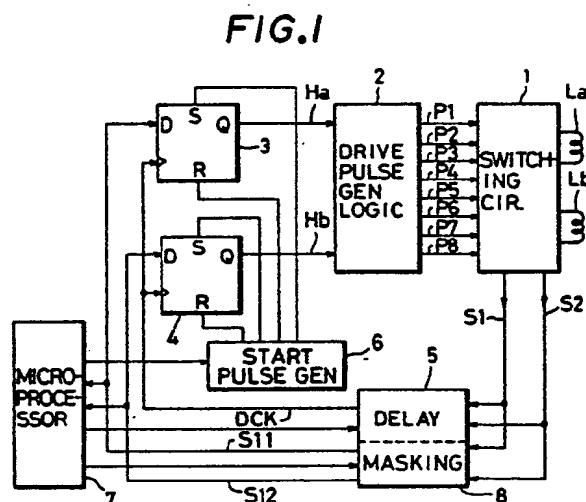 FIG.1
2
1
La
Ha
S
D
Q
3
R
P1
P2
P3
P4
P5
P6
P7
P8
DRIVE
PULSE
GEN
LOGIC
SWITCH-
ING
CIR.
Lb
Hb
S
D
Q
4
R
S1
S2
6
START
PULSE GEN
5
MICRO-
PROCE-
SSOR
DCK
DELAY
S11
MASKING
S12
7
8